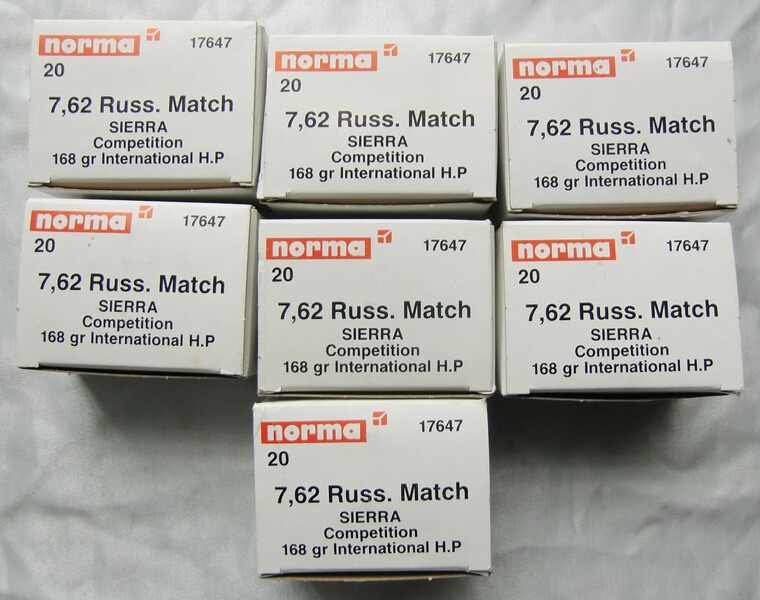 norma 17647
20
7,62 Russ. Match
SIERRA
Competition
168 gr International H.P
norma 17647
20
7,62 Russ. Match
SIERRA
Competition
168 gr International H.P
norma 17647
20
7,62 Russ. Match
SIERRA
Competition
168 gr International H.P
norma 17647
20
7,62 Russ. Match
SIERRA
Competition
168 gr International H.P
norma 17647
20
7,62 Russ. Match
SIERRA
Competition
168 gr International H.P
norma 17647
20
7,62 Russ. Match
SIERRA
Competition
168 gr International H.P
norma 17647
20
7,62 Russ. Match
SIERRA
Competition
168 gr International H.P